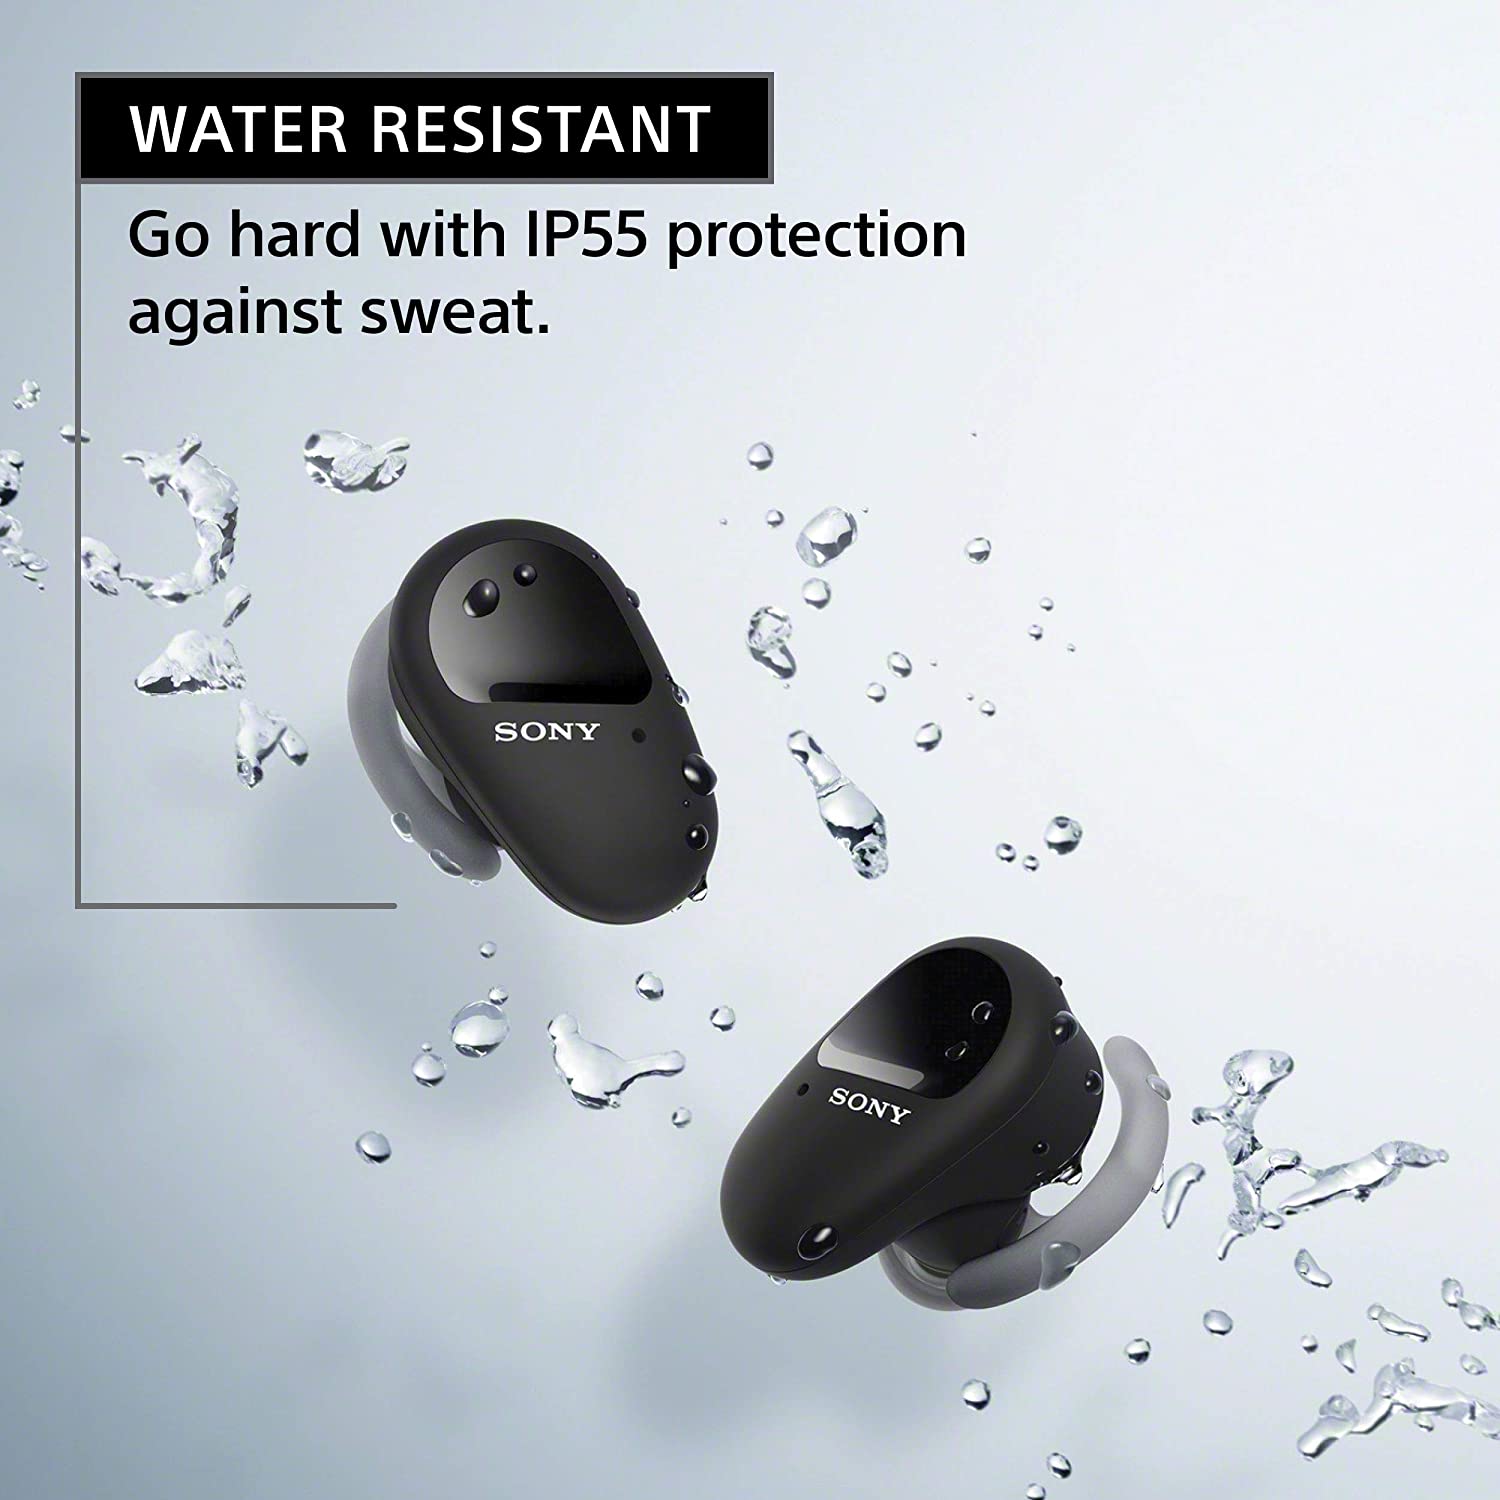 WATER RESISTANT
Go hard with IP55 protection
against sweat.
SONY
SONY